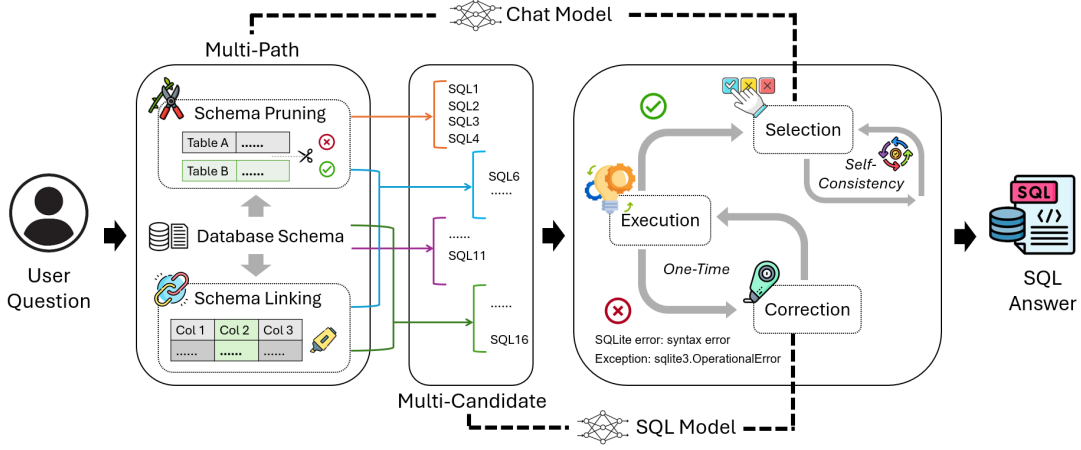 Chat Model
Multi-Path
Schema Pruning
Table A ......
Table B ......
Database Schema
Schema Linking
Col 1 Col 2 Col 3
...... ...... ......
User
Question
SQL1
SQL2
SQL3
SQL4
SQL6
......
......
SQL11
......
SQL16
Multi-Candidate
Selection
Self-
Consistency
Execution
One-Time
Correction
SQLite error: syntax error
Exception: sqlite3.OperationalError
SQL Model
SQL
</>
SQL
Answer